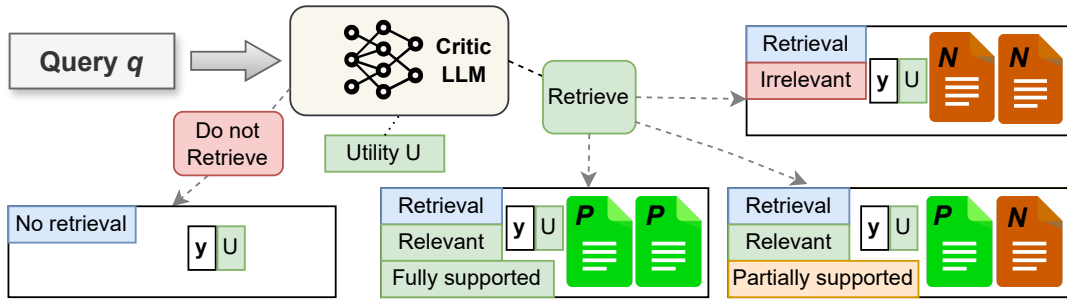 Query q
Critic
LLM
Do not
Retrieve
Utility U
Retrieve
Retrieval
Irrelevant
y
U
N
N
No retrieval
y
U
Retrieval
Relevant
Fully supported
y
U
P
P
Retrieval
Relevant
Partially supported
y
U
P
N